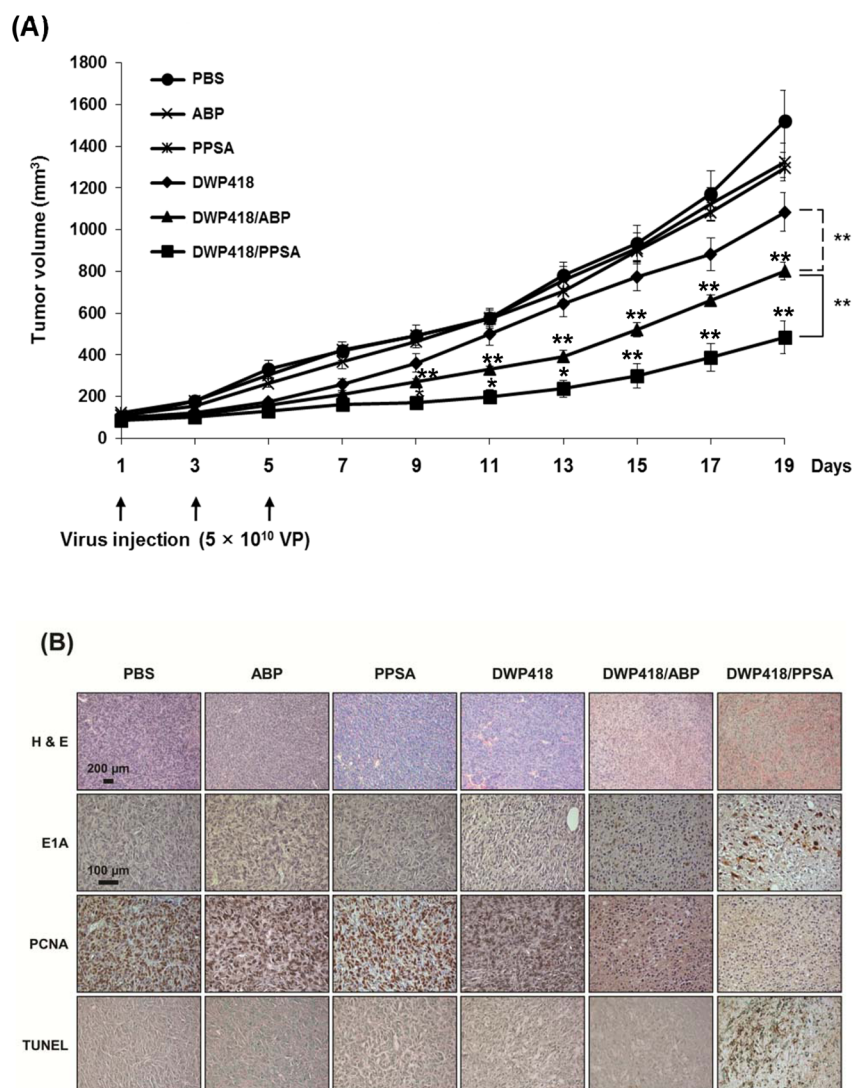 (A)
1800
1600
1400
1200
1000
800
600
400
200
0
Tumor volume (mm³)
PBS
ABP
PPSA
DWP418
DWP418/ABP
DWP418/PPSA
**
**
**
**
**
**
**
**
**
**
**
*
**
*
**
*
1 3 5 7 9 11 13 15 17 19 Days
Virus injection (5 × 10¹⁰ VP)
(B)
PBS ABP PPSA DWP418 DWP418/ABP DWP418/PPSA
H & E
200 µm
E1A
100 µm
PCNA
TUNEL